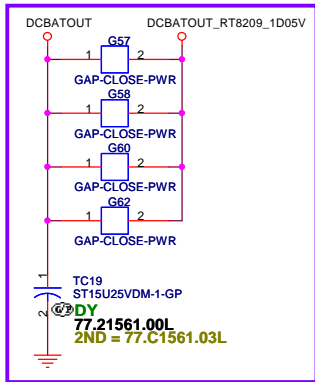 DCBATOUT
DCBATOUT_RT8209_1D05V
G57
1 2
GAP-CLOSE-PWR
G58
1 2
GAP-CLOSE-PWR
G60
1 2
GAP-CLOSE-PWR
G62
1 2
GAP-CLOSE-PWR
1
TC19
ST15U25VDM-1-GP
2
DY
77.21561.00L
2ND = 77.C1561.03L